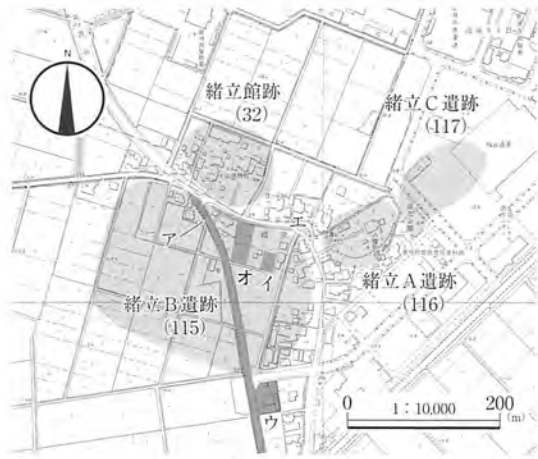 N
緒立館跡
(32)
緒立C遺跡
(117)
ア
エ
オ
イ
緒立B遺跡
(115)
緒立A遺跡
(116)
ウ
0
1:10,000
200
(m)